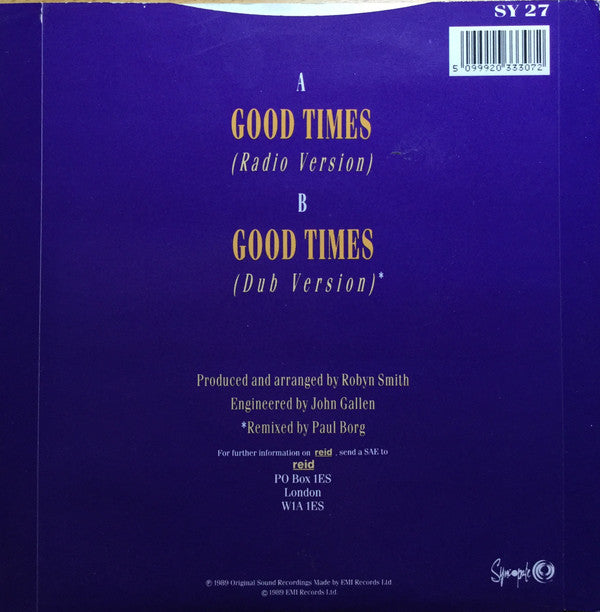 SY 27
5 099920 333072
A
GOOD TIMES
(Radio Version)
B
GOOD TIMES
(Dub Version)*
Produced and arranged by Robyn Smith
Engineered by John Gallen
*Remixed by Paul Borg
For further information on reid , send a SAE to
reid
PO Box 1ES
London
W1A 1ES
Syncopate
℗ 1989 Original Sound Recordings Made by EMI Records Ltd
© 1989 EMI Records Ltd